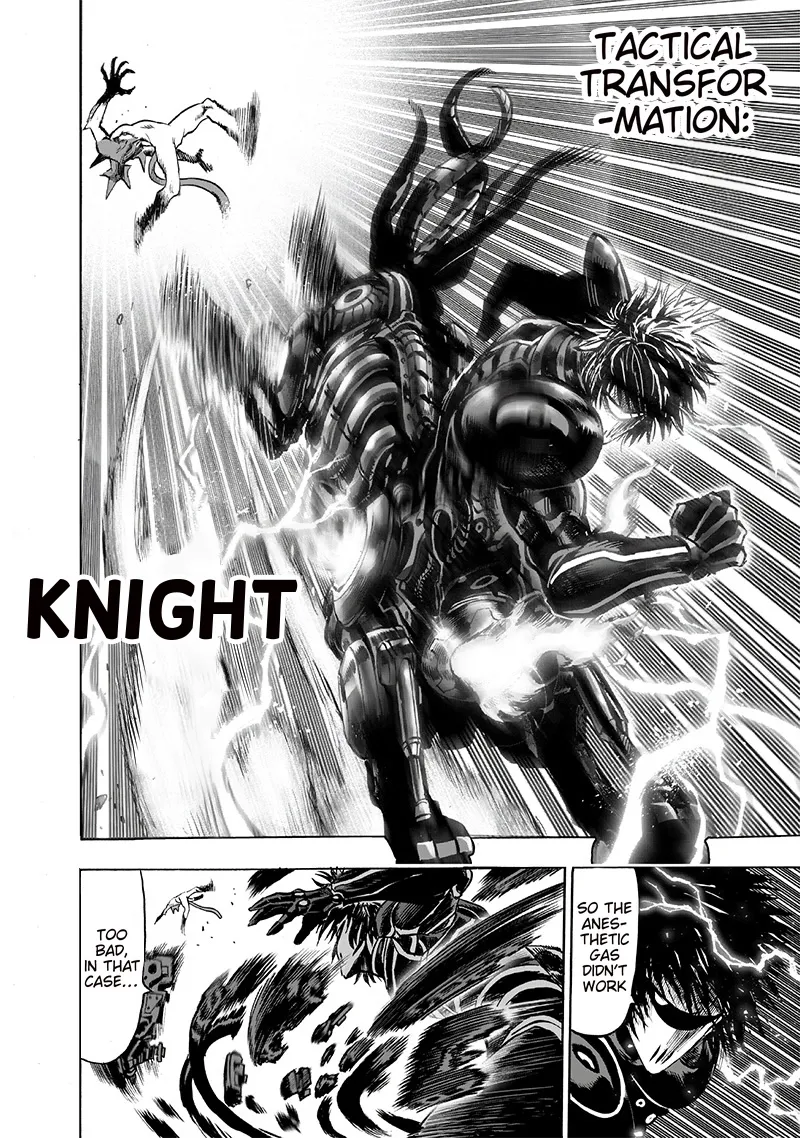 TACTICAL
TRANSFOR
-MATION:
KNIGHT
SO THE
ANES-
THETIC
GAS
DIDN'T
WORK
TOO
BAD,
IN THAT
CASE...